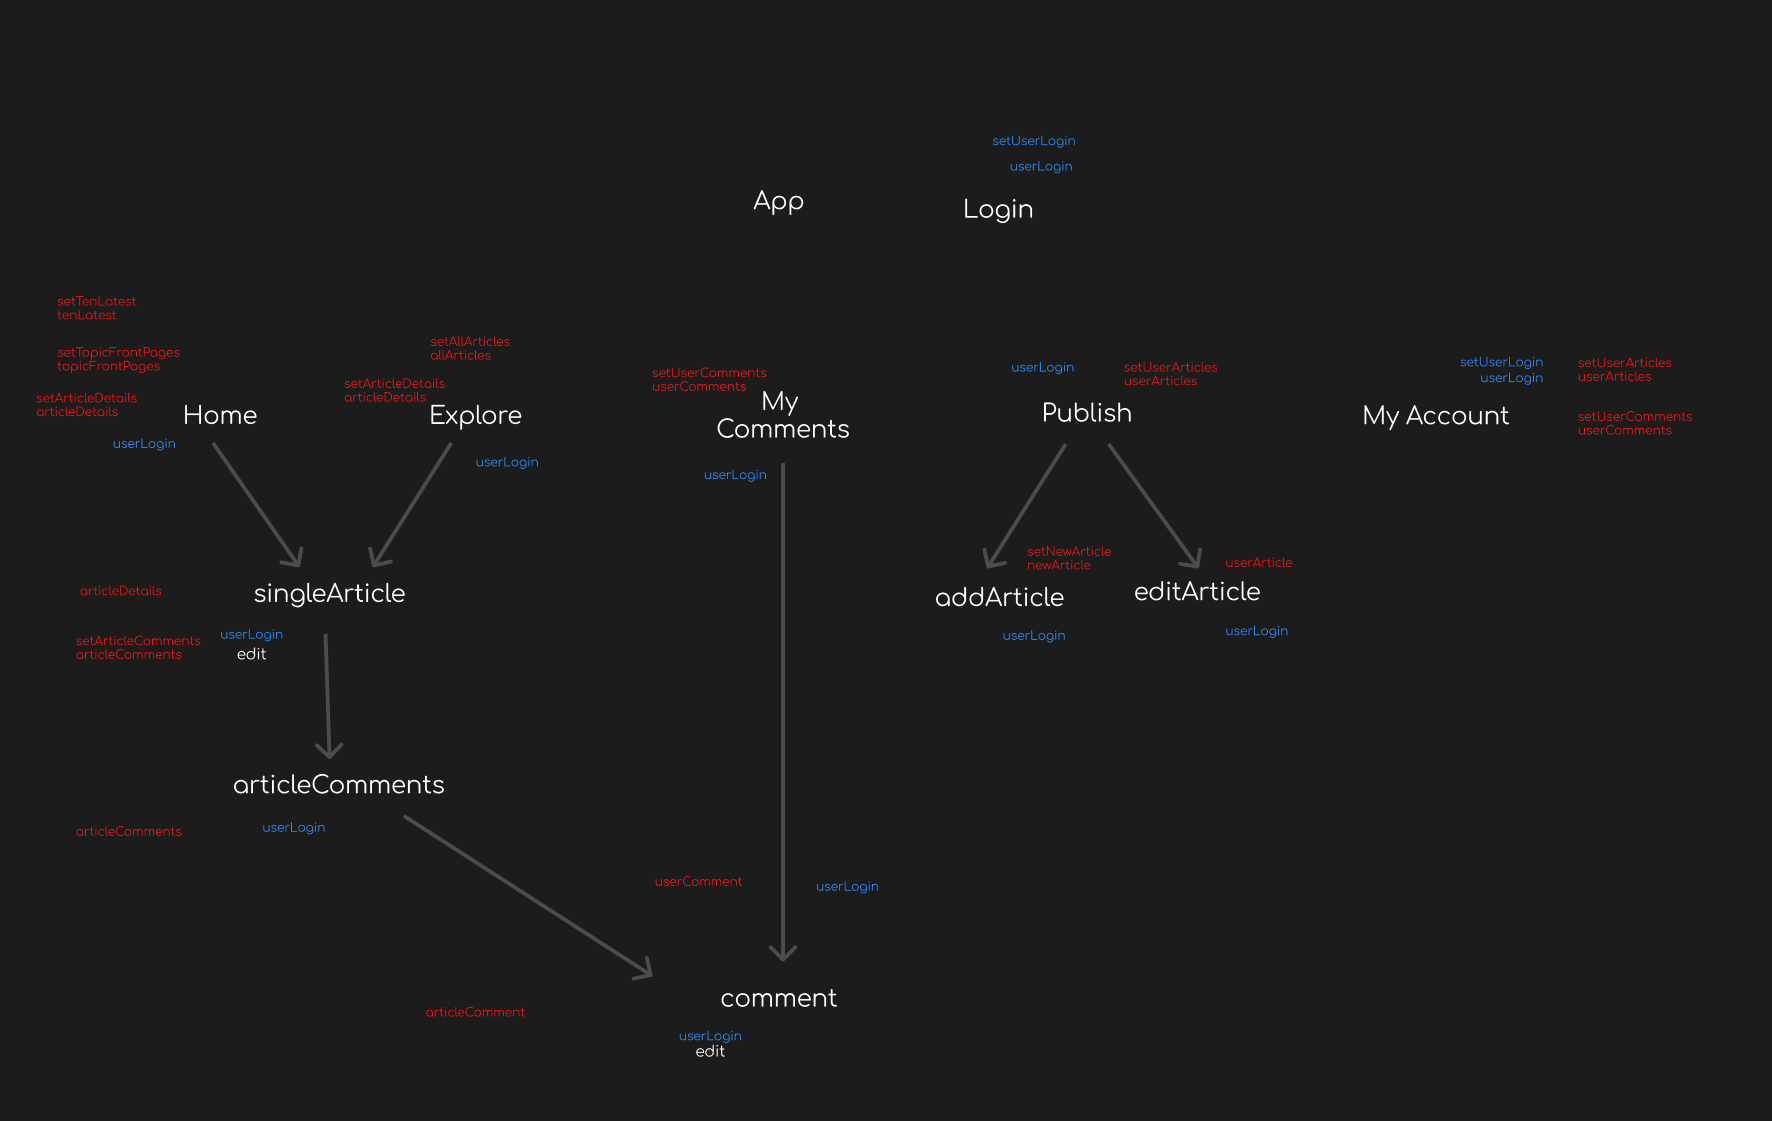 setUserLogin
userLogin
App
Login
setTenLatest
tenLatest
setTopicFrontPages
topicFrontPages
setArticleDetails
articleDetails
Home
userLogin
setAllArticles
allArticles
setArticleDetails
articleDetails
Explore
userLogin
setUserComments
userComments
My
Comments
userLogin
userLogin
setUserArticles
userArticles
Publish
setUserLogin
userLogin
setUserArticles
userArticles
My Account
setUserComments
userComments
articleDetails
singleArticle
setArticleComments
articleComments
userLogin
edit
setNewArticle
newArticle
addArticle
userLogin
userArticle
editArticle
userLogin
articleComments
articleComments
userLogin
userComment
userLogin
articleComment
comment
userLogin
edit